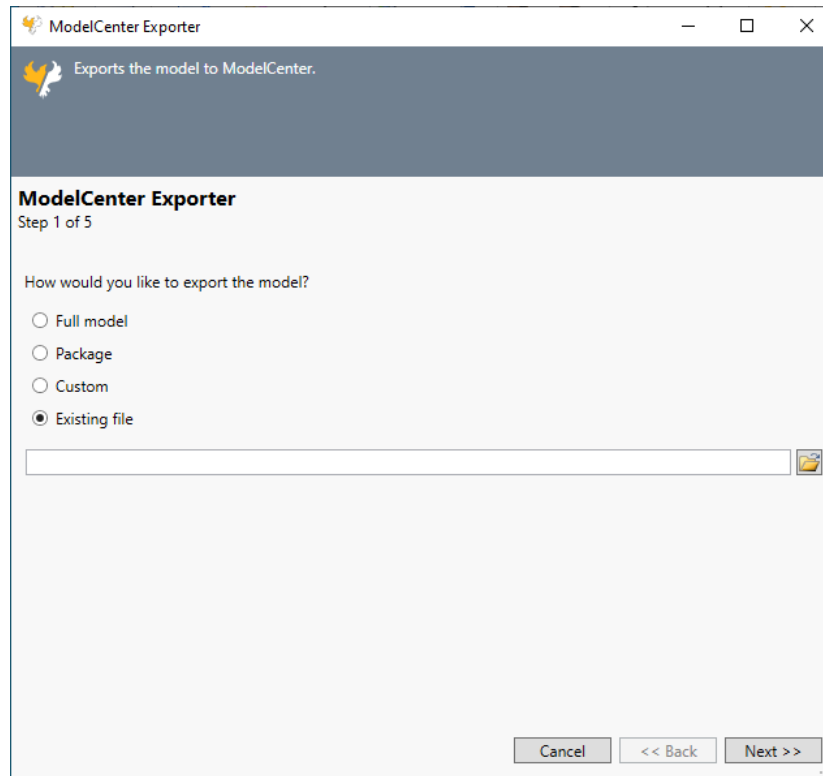 ModelCenter Exporter
Exports the model to ModelCenter.
ModelCenter Exporter
Step 1 of 5
How would you like to export the model?
Full model
Package
Custom
Existing file
Cancel << Back Next >>